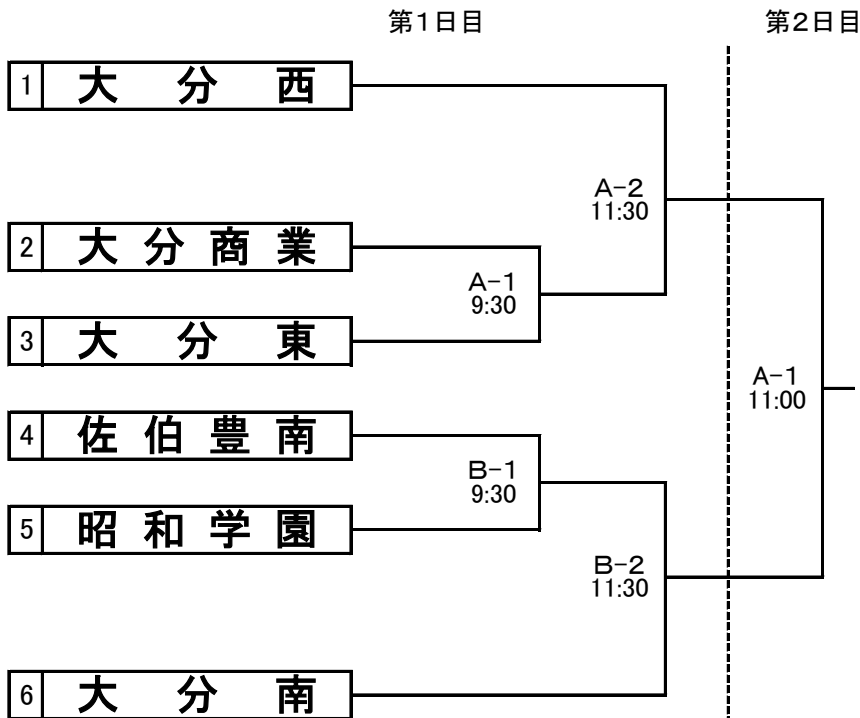 第1日目 第2日目
1 大分西
A-2
11:30
2 大分商業
A-1
9:30
3 大分東
A-1
11:00
4 佐伯豊南
B-1
9:30
5 昭和学園
B-2
11:30
6 大分南